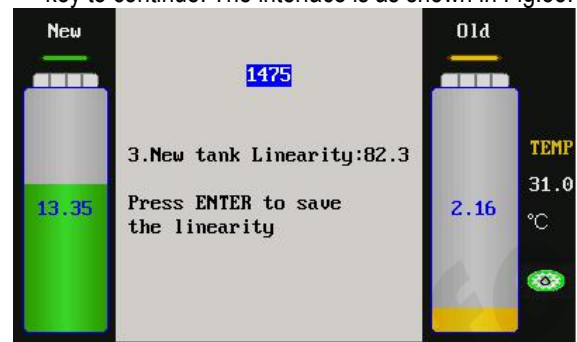 key to continue. The interface is as shown in Fig.
New
Old
1475
3.New tank Linearity:82.3
TEMP
31.0
13.35
Press ENTER to save
2.16
the linearity
°C